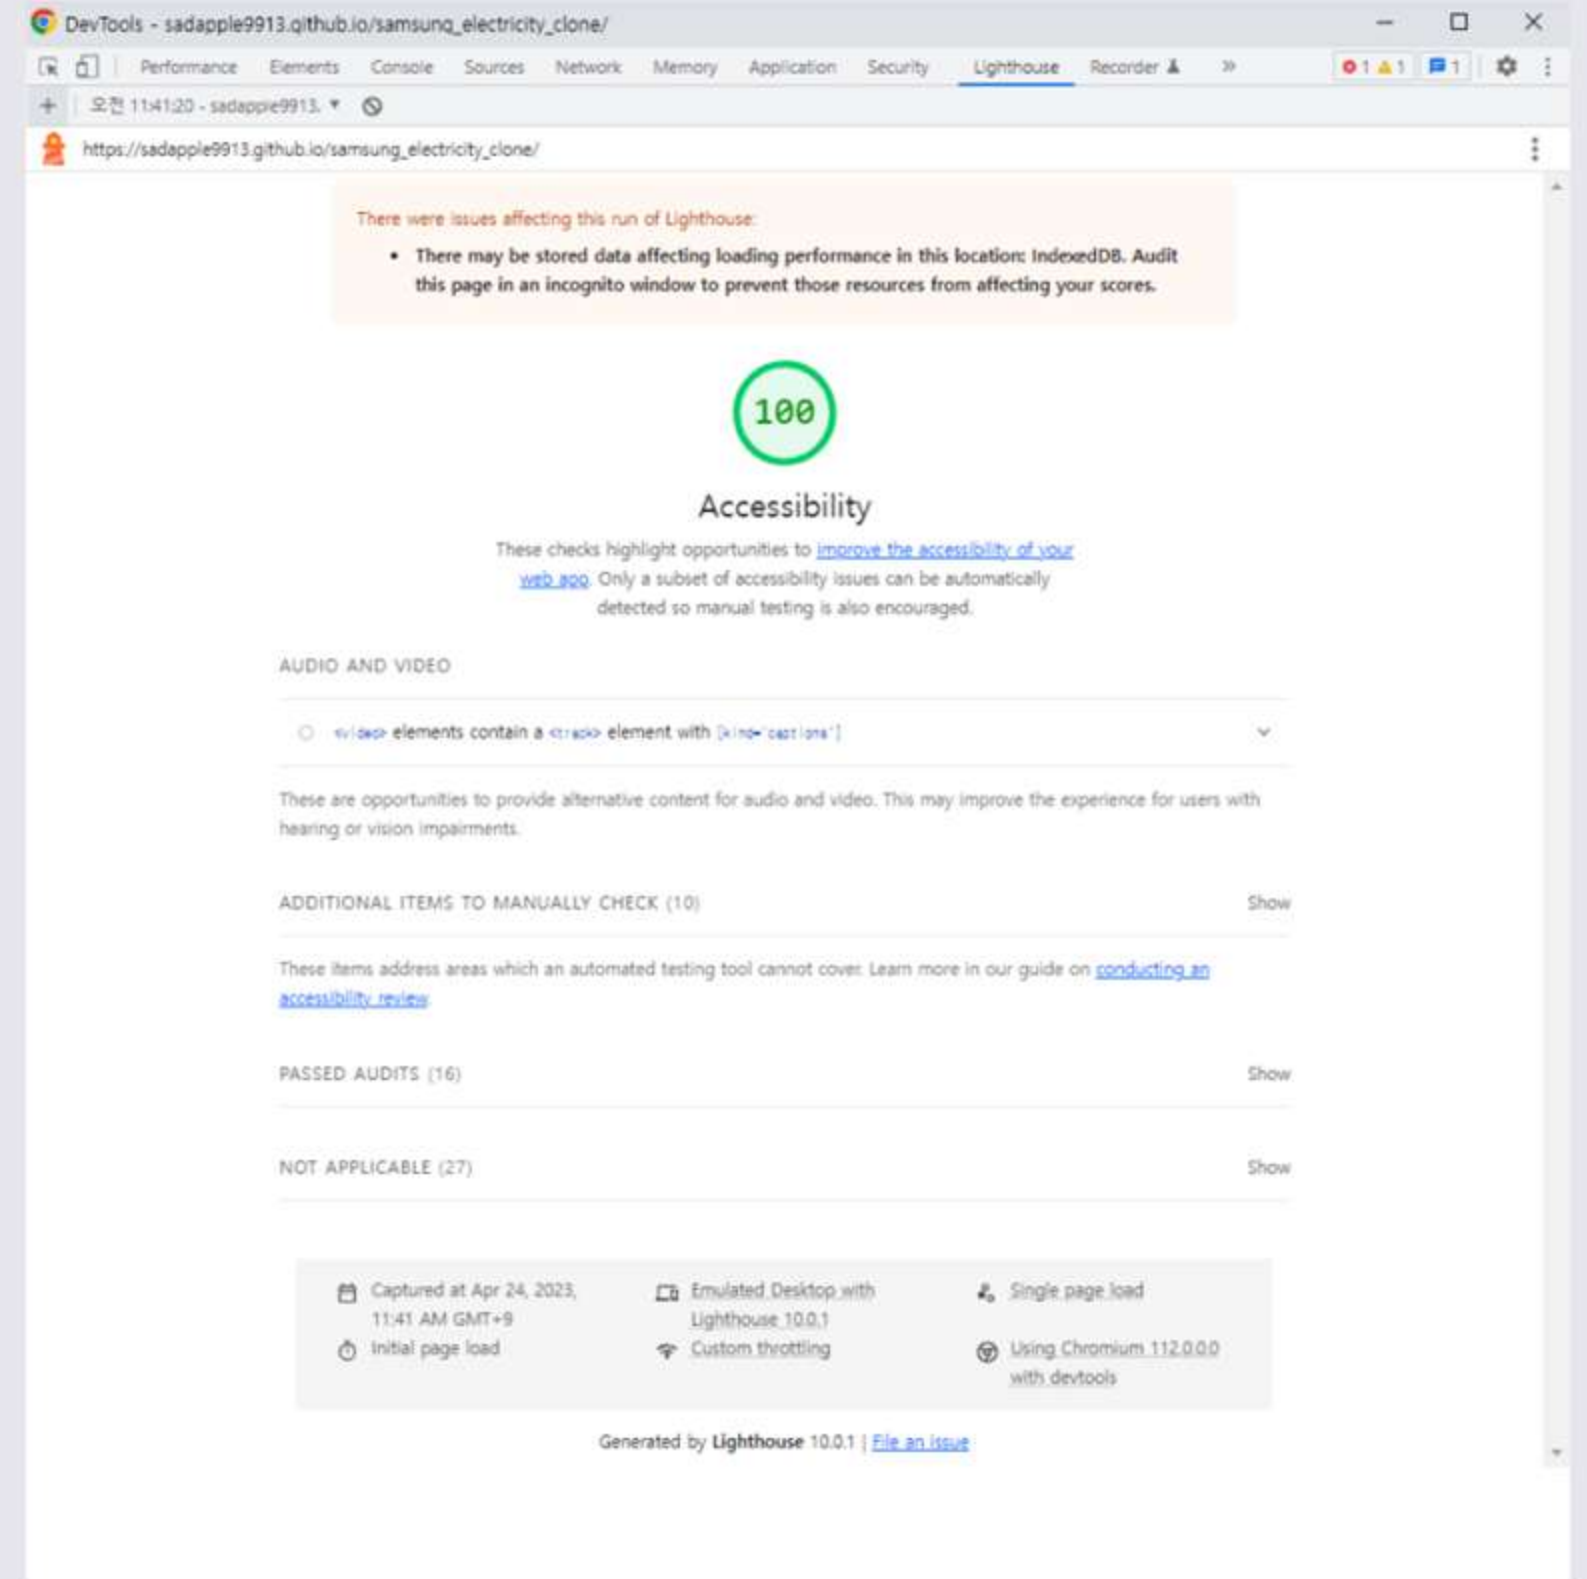 DevTools - sadapple9913.github.io/samsung_electricity_clone/
Performance Elements Console Sources Network Memory Application Security Lighthouse Recorder » 1 1 1
+ 오전 11:41:20 - sadapple9913.
https://sadapple9913.github.io/samsung_electricity_clone/
There were issues affecting this run of Lighthouse:
• There may be stored data affecting loading performance in this location: IndexedDB. Audit
this page in an incognito window to prevent those resources from affecting your scores.
100
Accessibility
These checks highlight opportunities to improve the accessibility of your
web app. Only a subset of accessibility issues can be automatically
detected so manual testing is also encouraged.
AUDIO AND VIDEO
<video> elements contain a <track> element with [kind="captions"]
These are opportunities to provide alternative content for audio and video. This may improve the experience for users with
hearing or vision impairments.
ADDITIONAL ITEMS TO MANUALLY CHECK (10) Show
These items address areas which an automated testing tool cannot cover. Learn more in our guide on conducting an
accessibility review.
PASSED AUDITS (16) Show
NOT APPLICABLE (27) Show
Captured at Apr 24, 2023,
11:41 AM GMT+9
Emulated Desktop with
Lighthouse 10.0.1
Single page load
Initial page load
Custom throttling
Using Chromium 112.0.0.0
with devtools
Generated by Lighthouse 10.0.1 | File an issue